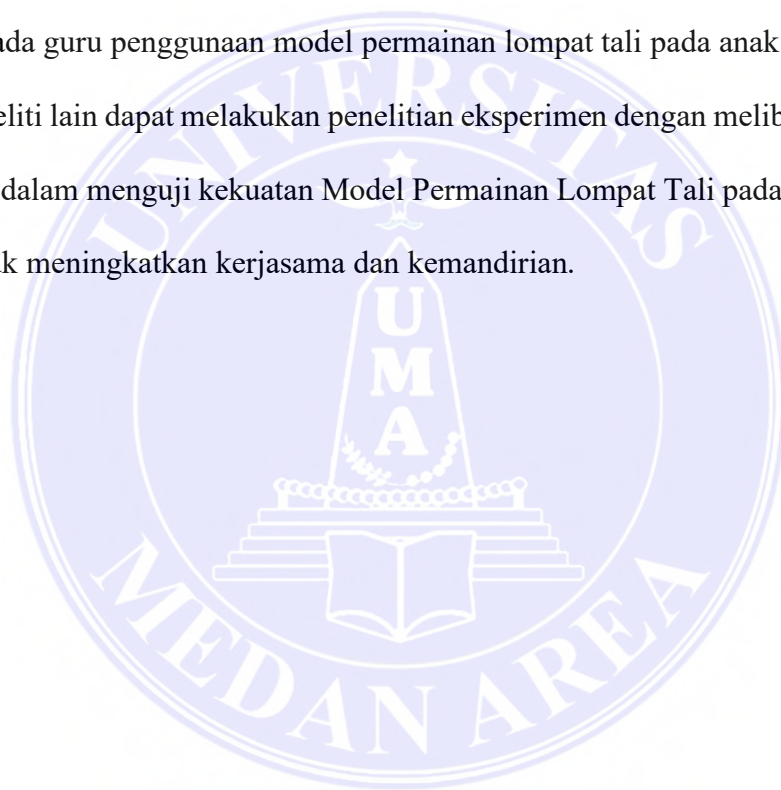 ada guru penggunaan model permainan lompat tali pada anak
eliti lain dapat melakukan penelitian eksperimen dengan melib
dalam menguji kekuatan Model Permainan Lompat Tali pada
k meningkatkan kerjasama dan kemandirian.
UNIVERSITAS
U
M
A
MEDAN AREA